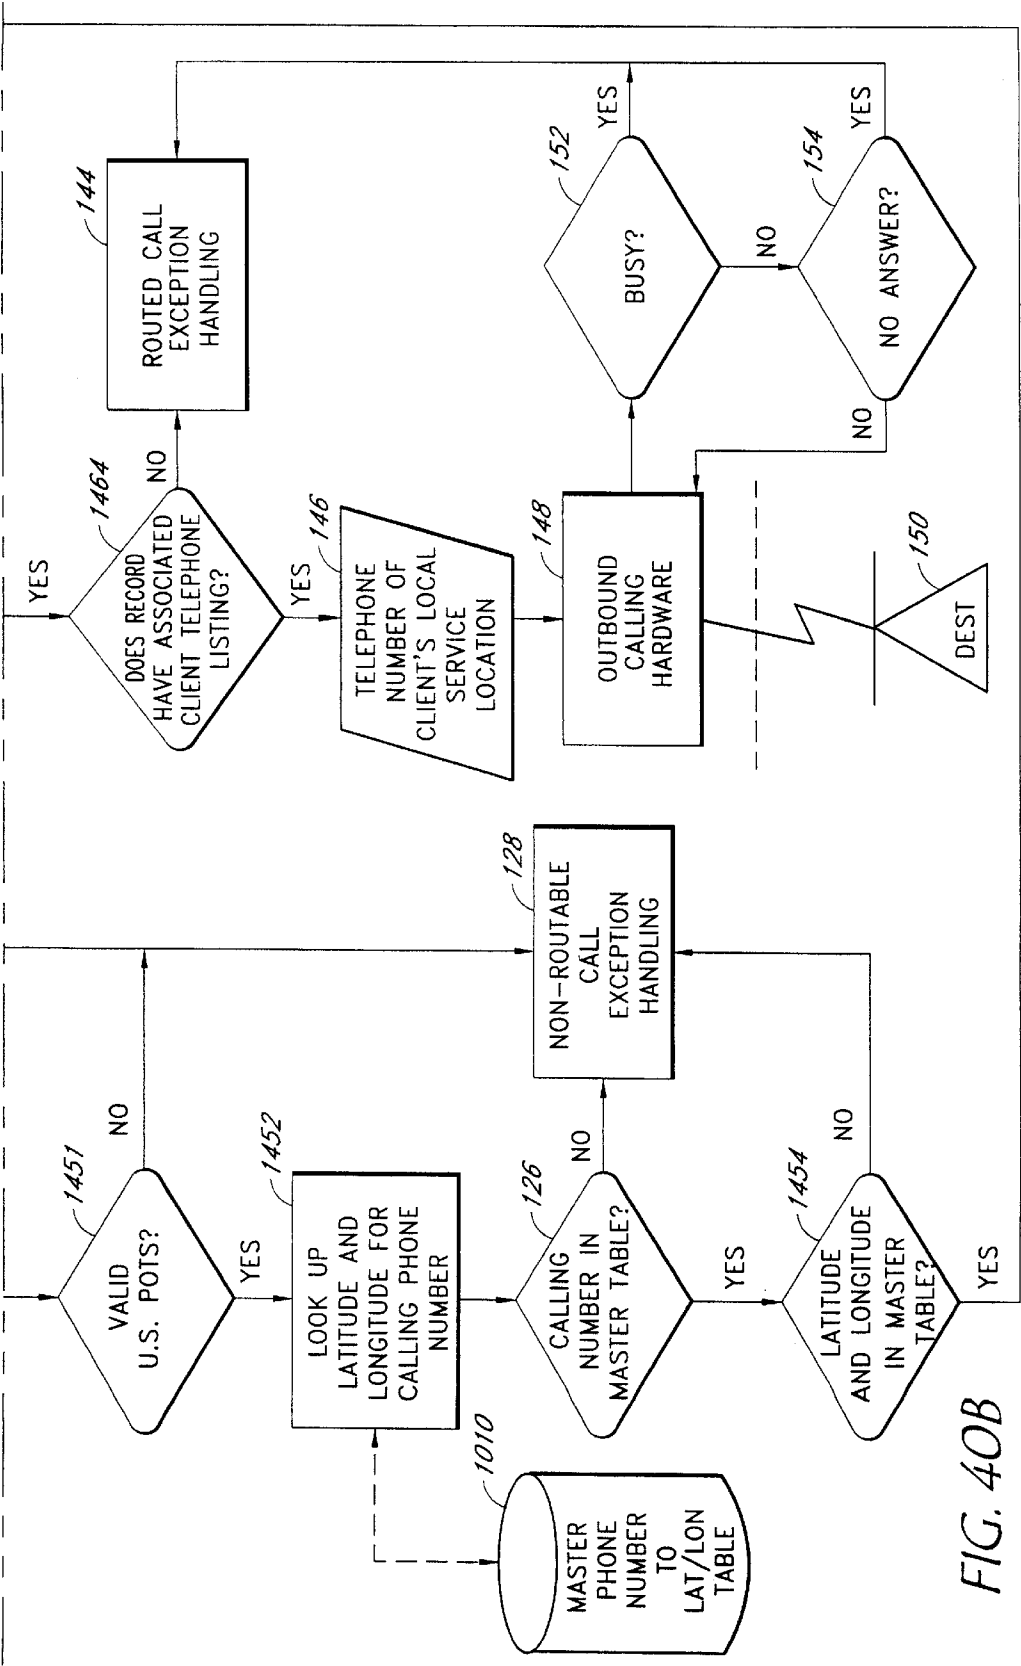 1451
VALID
U.S. POTS?
NO
YES
1452
LOOK UP
LATITUDE AND
LONGITUDE FOR
CALLING PHONE
NUMBER
1010
MASTER
PHONE
NUMBER
TO
LAT/LON
TABLE
126
CALLING
NUMBER IN
MASTER TABLE?
NO
YES
128
NON-ROUTABLE
CALL
EXCEPTION
HANDLING
1454
LATITUDE
AND LONGITUDE
IN MASTER
TABLE?
NO
YES
YES
1464
DOES RECORD
HAVE ASSOCIATED
CLIENT TELEPHONE
LISTING?
NO
YES
144
ROUTED CALL
EXCEPTION
HANDLING
146
TELEPHONE
NUMBER OF
CLIENT'S LOCAL
SERVICE
LOCATION
148
OUTBOUND
CALLING
HARDWARE
152
BUSY?
YES
NO
154
NO ANSWER?
YES
NO
150
DEST
FIG. 40B